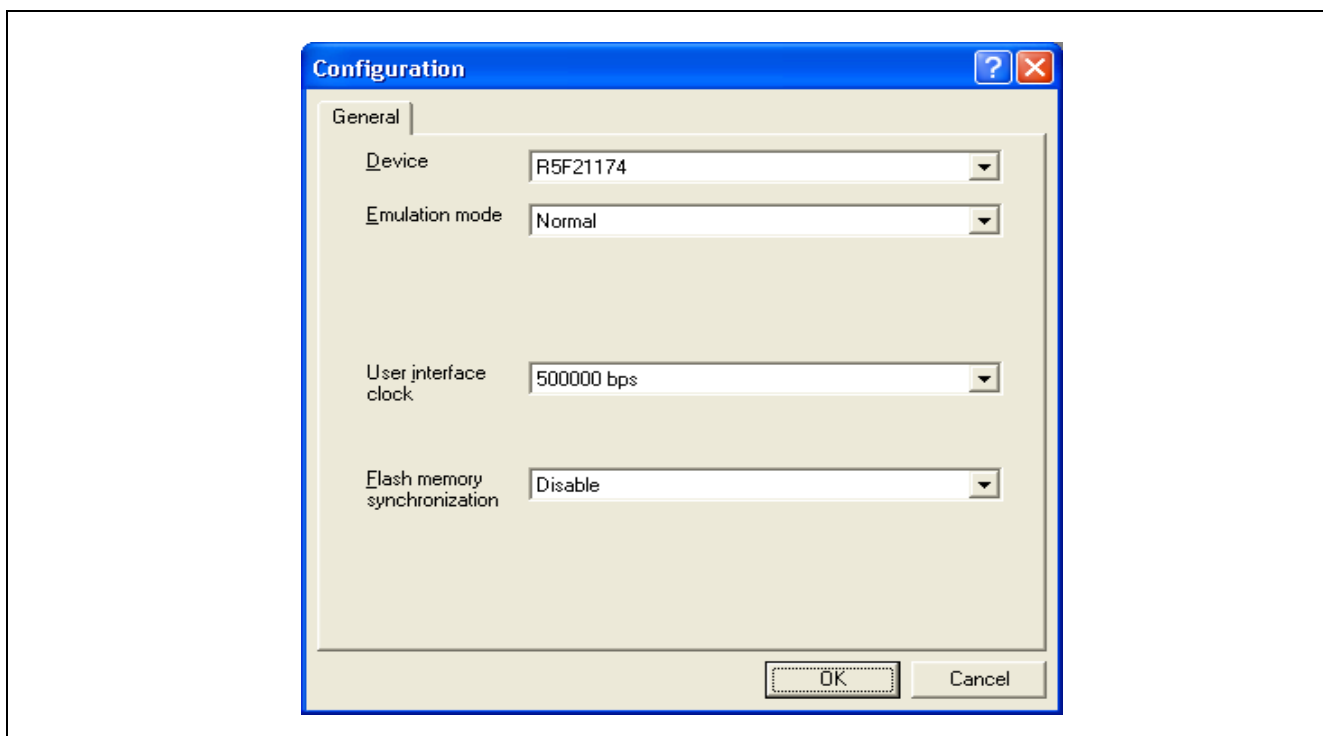 Configuration
General
Device
R5F21174
Emulation mode
Normal
User interface
clock
500000 bps
Flash memory
synchronization
Disable
OK
Cancel